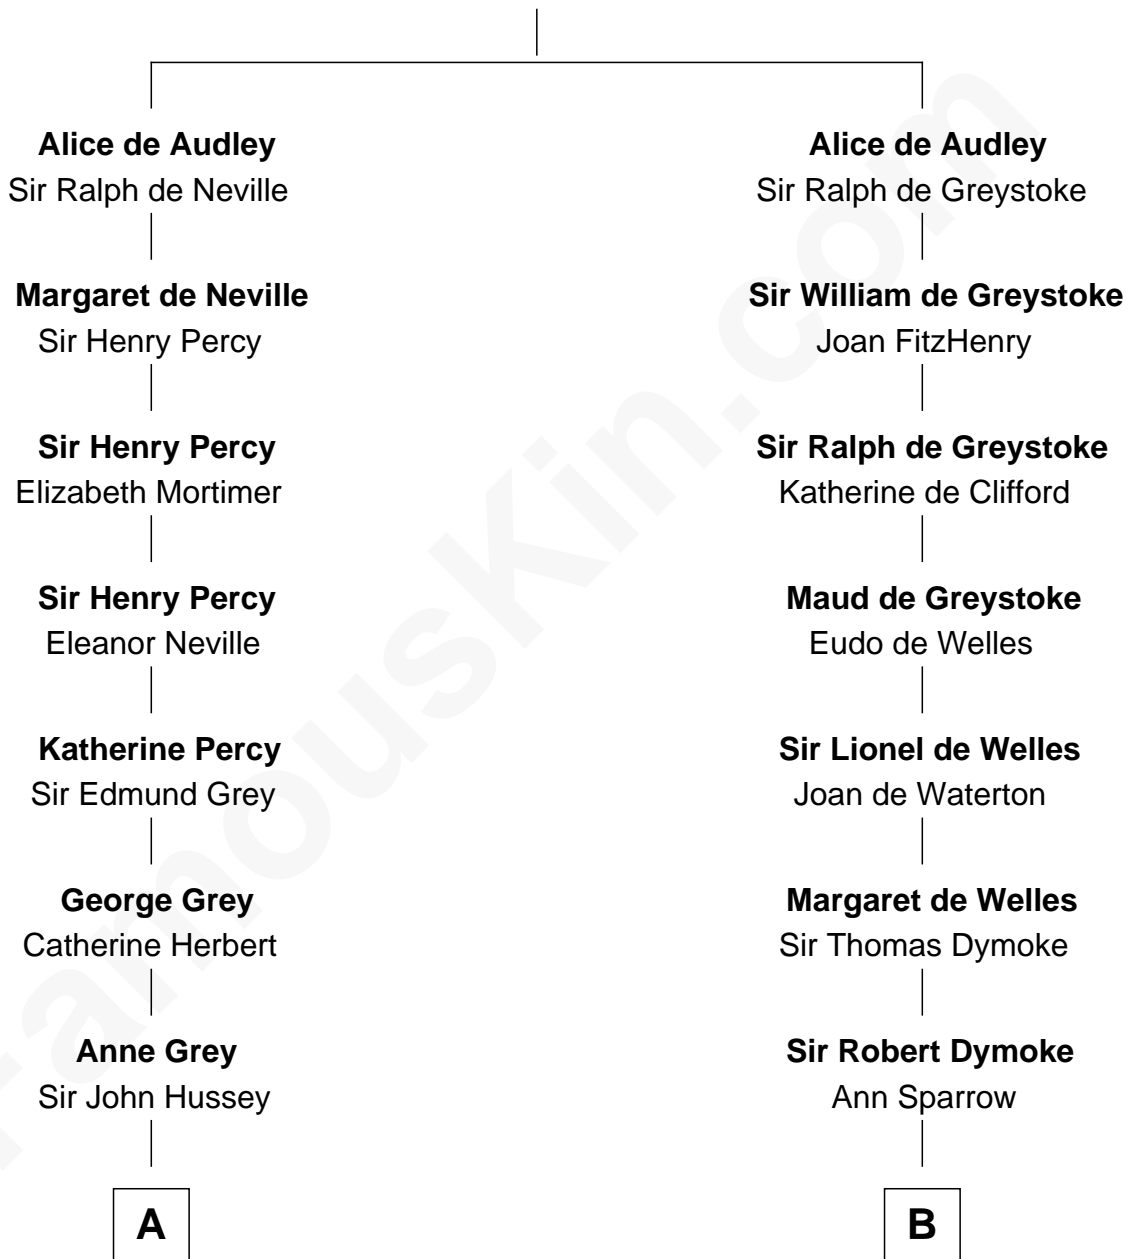 Alice de Audley
Sir Ralph de Neville
Margaret de Neville
Sir Henry Percy
Sir Henry Percy
Elizabeth Mortimer
Sir Henry Percy
Eleanor Neville
Katherine Percy
Sir Edmund Grey
George Grey
Catherine Herbert
Anne Grey
Sir John Hussey
A
Alice de Audley
Sir Ralph de Greystoke
Sir William de Greystoke
Joan FitzHenry
Sir Ralph de Greystoke
Katherine de Clifford
Maud de Greystoke
Eudo de Welles
Sir Lionel de Welles
Joan de Waterton
Margaret de Welles
Sir Thomas Dymoke
Sir Robert Dymoke
Ann Sparrow
B
FamousKin.com